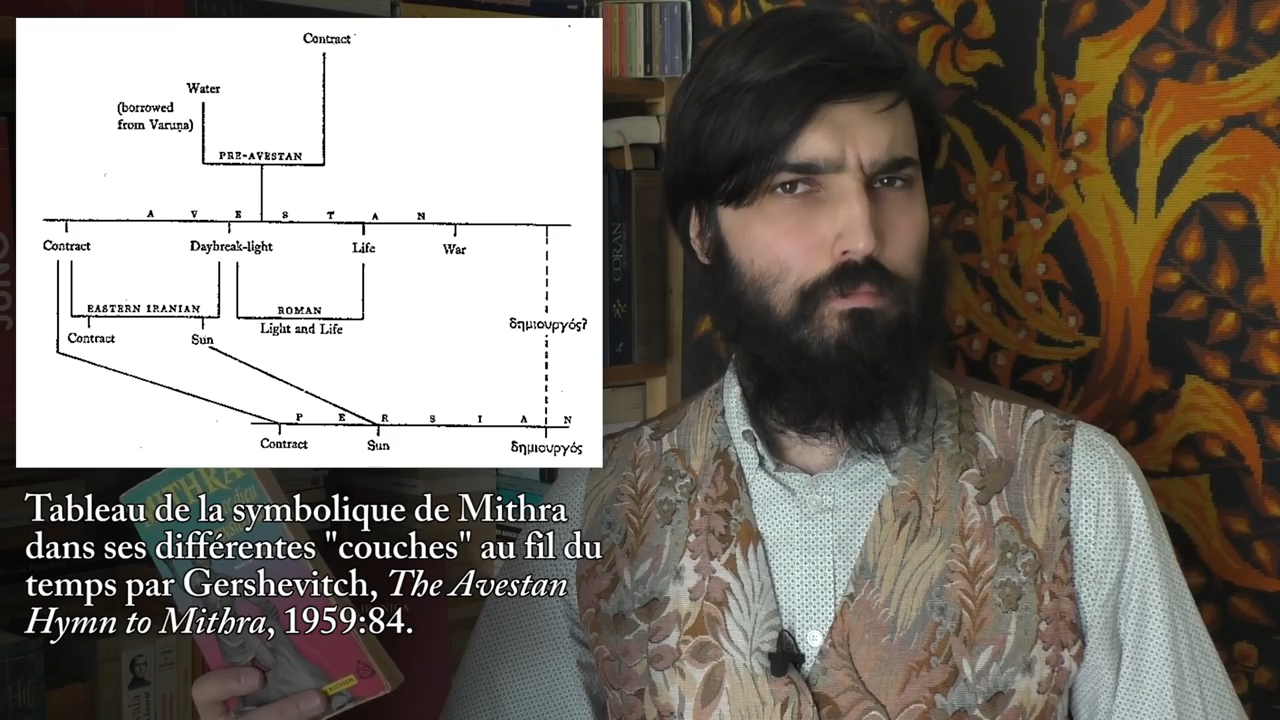 Contract
Water
(borrowed
from Varuṇa)
PRE-AVESTAN
A V E S T A N
Contract Daybreak-light Life War
EASTERN IRANIAN ROMAN
δημιουργός?
Contract Sun Light and Life
P E R S I A N
Contract Sun δημιουργός
Tableau de la symbolique de Mithra
dans ses différentes "couches" au fil du
temps par Gershevitch, The Avestan
Hymn to Mithra, 1959:84.
MITHRA
CORAN